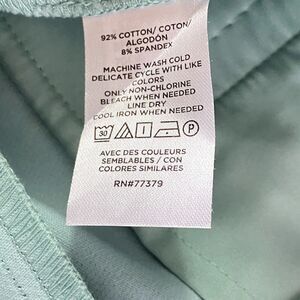 92% COTTON/ COTON/
ALGODÓN
8% SPANDEX
MACHINE WASH COLD
DELICATE CYCLE WITH LIKE
COLORS
ONLY NON-CHLORINE
BLEACH WHEN NEEDED
LINE DRY
COOL IRON WHEN NEEDED
30 P
AVEC DES COULEURS
SEMBLABLES / CON
COLORES SIMILARES
RN#77379